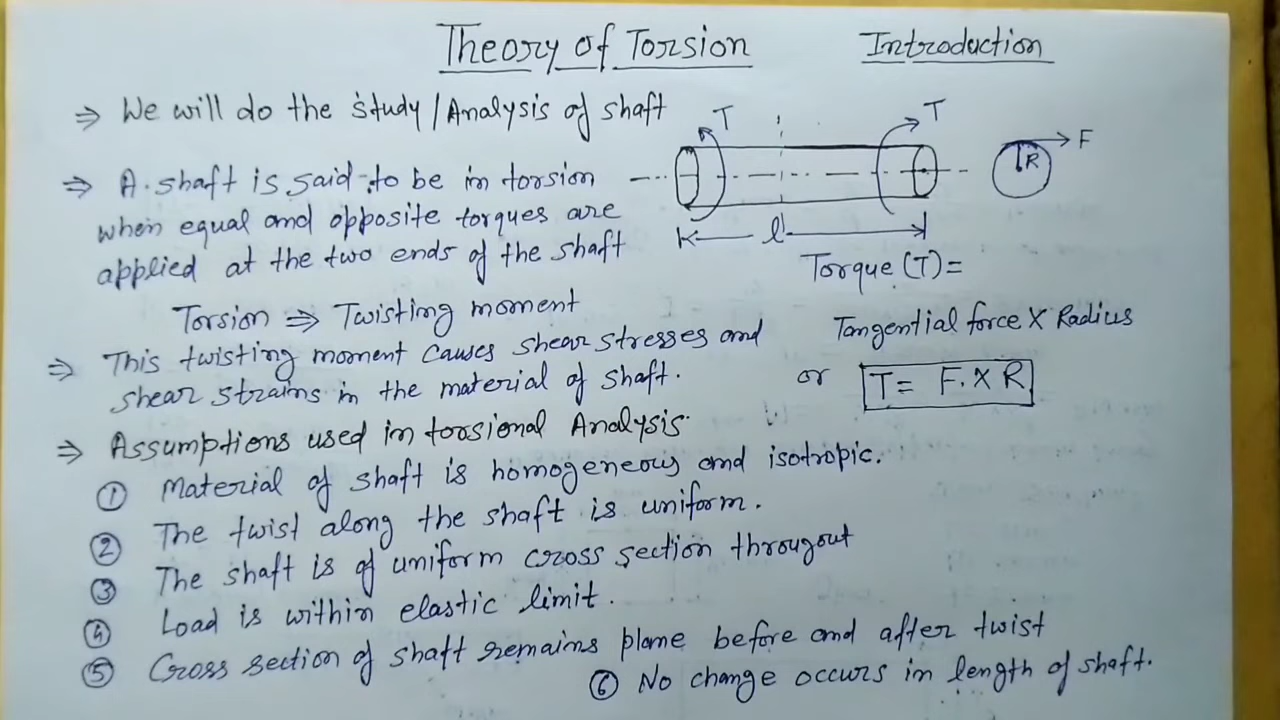 Theory of Torsion Introduction
⇒ We will do the study/Analysis of shaft
⇒ A shaft is said to be in torsion
when equal and opposite torques are
applied at the two ends of the shaft
Torsion ⇒ Twisting moment
⇒ This twisting moment causes shear stresses and
shear strains in the material of shaft.
T T
F
R
l
Torque (T) =
Tangential force X Radius
or T = F. X R
⇒ Assumptions used in torsional Analysis.
① Material of shaft is homogeneous and isotropic.
② The twist along the shaft is uniform.
③ The shaft is of uniform cross section througout
④ Load is within elastic limit.
⑤ Cross section of shaft remains plane before and after twist
⑥ No change occurs in length of shaft.